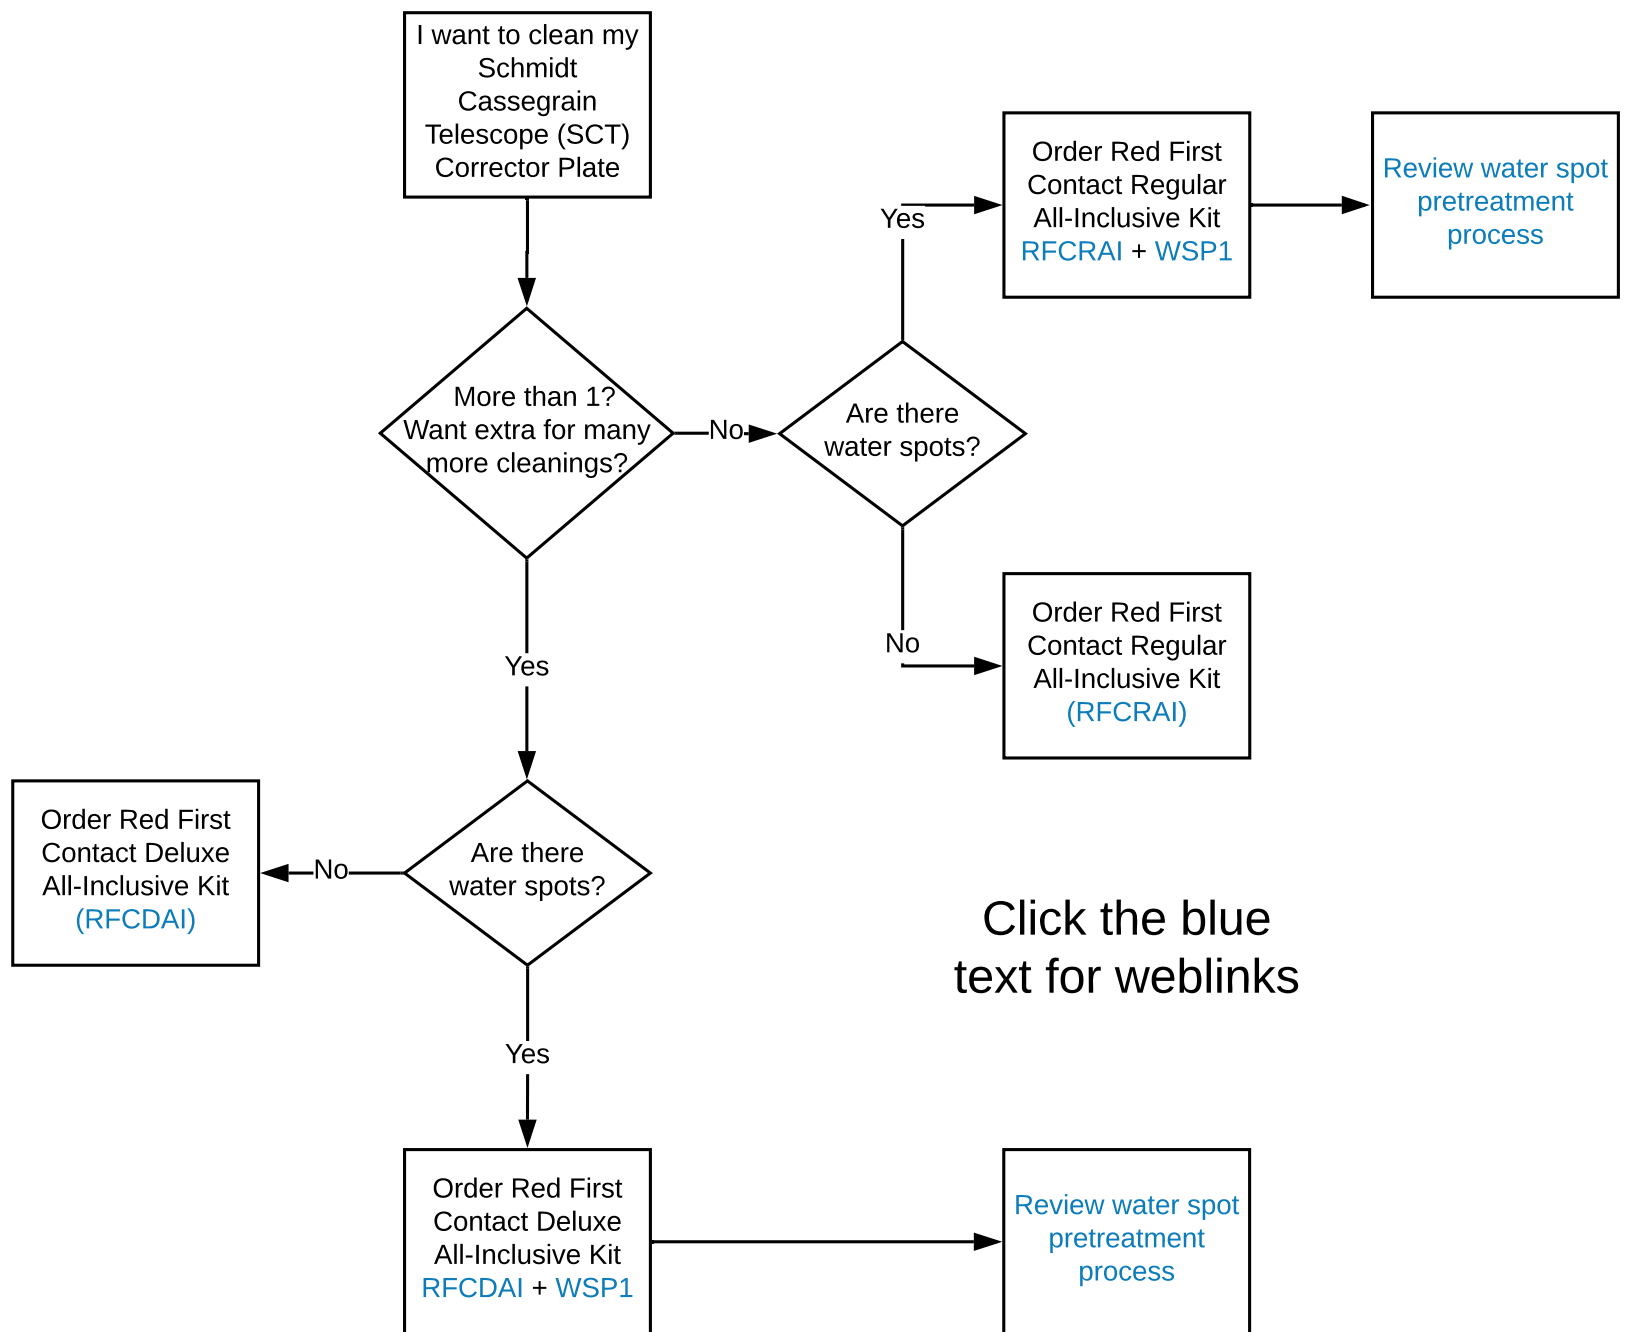 I want to clean my
Schmidt
Cassegrain
Telescope (SCT)
Corrector Plate
More than 1?
Want extra for many
more cleanings?
No
Are there
water spots?
Yes
Order Red First
Contact Regular
All-Inclusive Kit
RFCRAI + WSP1
Review water spot
pretreatment
process
No
Order Red First
Contact Regular
All-Inclusive Kit
(RFCRAI)
Yes
Are there
water spots?
No
Order Red First
Contact Deluxe
All-Inclusive Kit
(RFCDAI)
Click the blue
text for weblinks
Yes
Order Red First
Contact Deluxe
All-Inclusive Kit
RFCDAI + WSP1
Review water spot
pretreatment
process